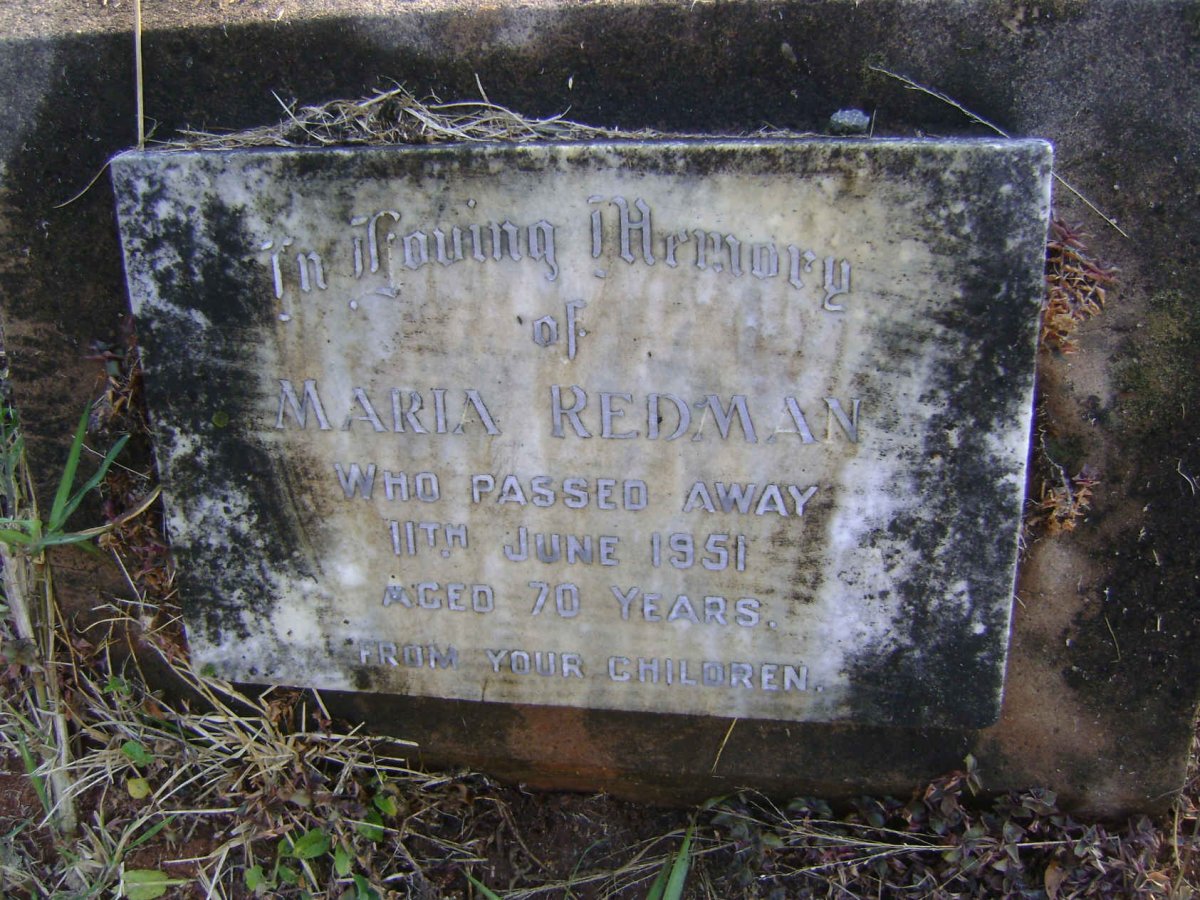 In Loving Memory
of
MARIA REDMAN
WHO PASSED AWAY
11TH JUNE 1951
AGED 70 YEARS.
FROM YOUR CHILDREN.